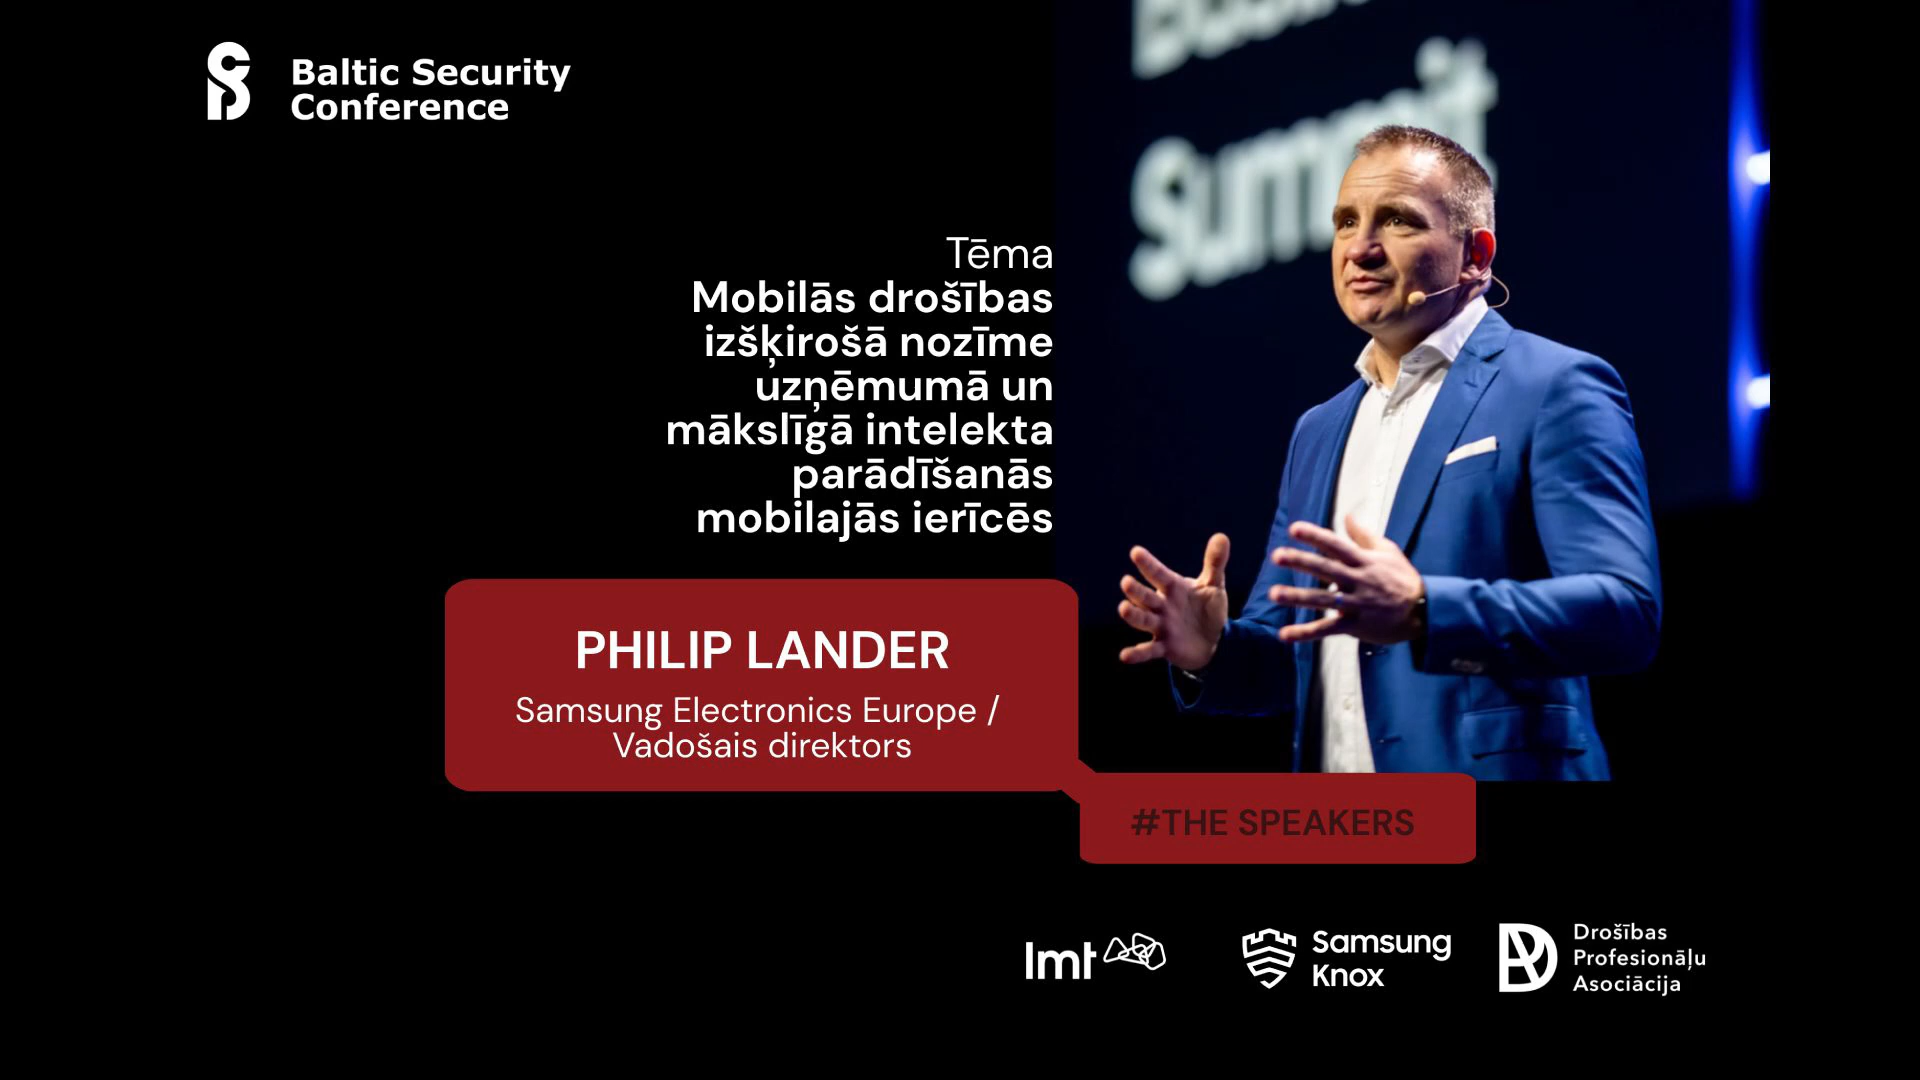 Baltic Security
Conference
Summit
Tēma
Mobilās drošības
izšķirošā nozīme
uzņēmumā un
mākslīgā intelekta
parādīšanās
mobilajās ierīcēs
PHILIP LANDER
Samsung Electronics Europe /
Vadošais direktors
#THE SPEAKERS
lmt
Samsung
Knox
Drošības
Profesionāļu
Asociācija